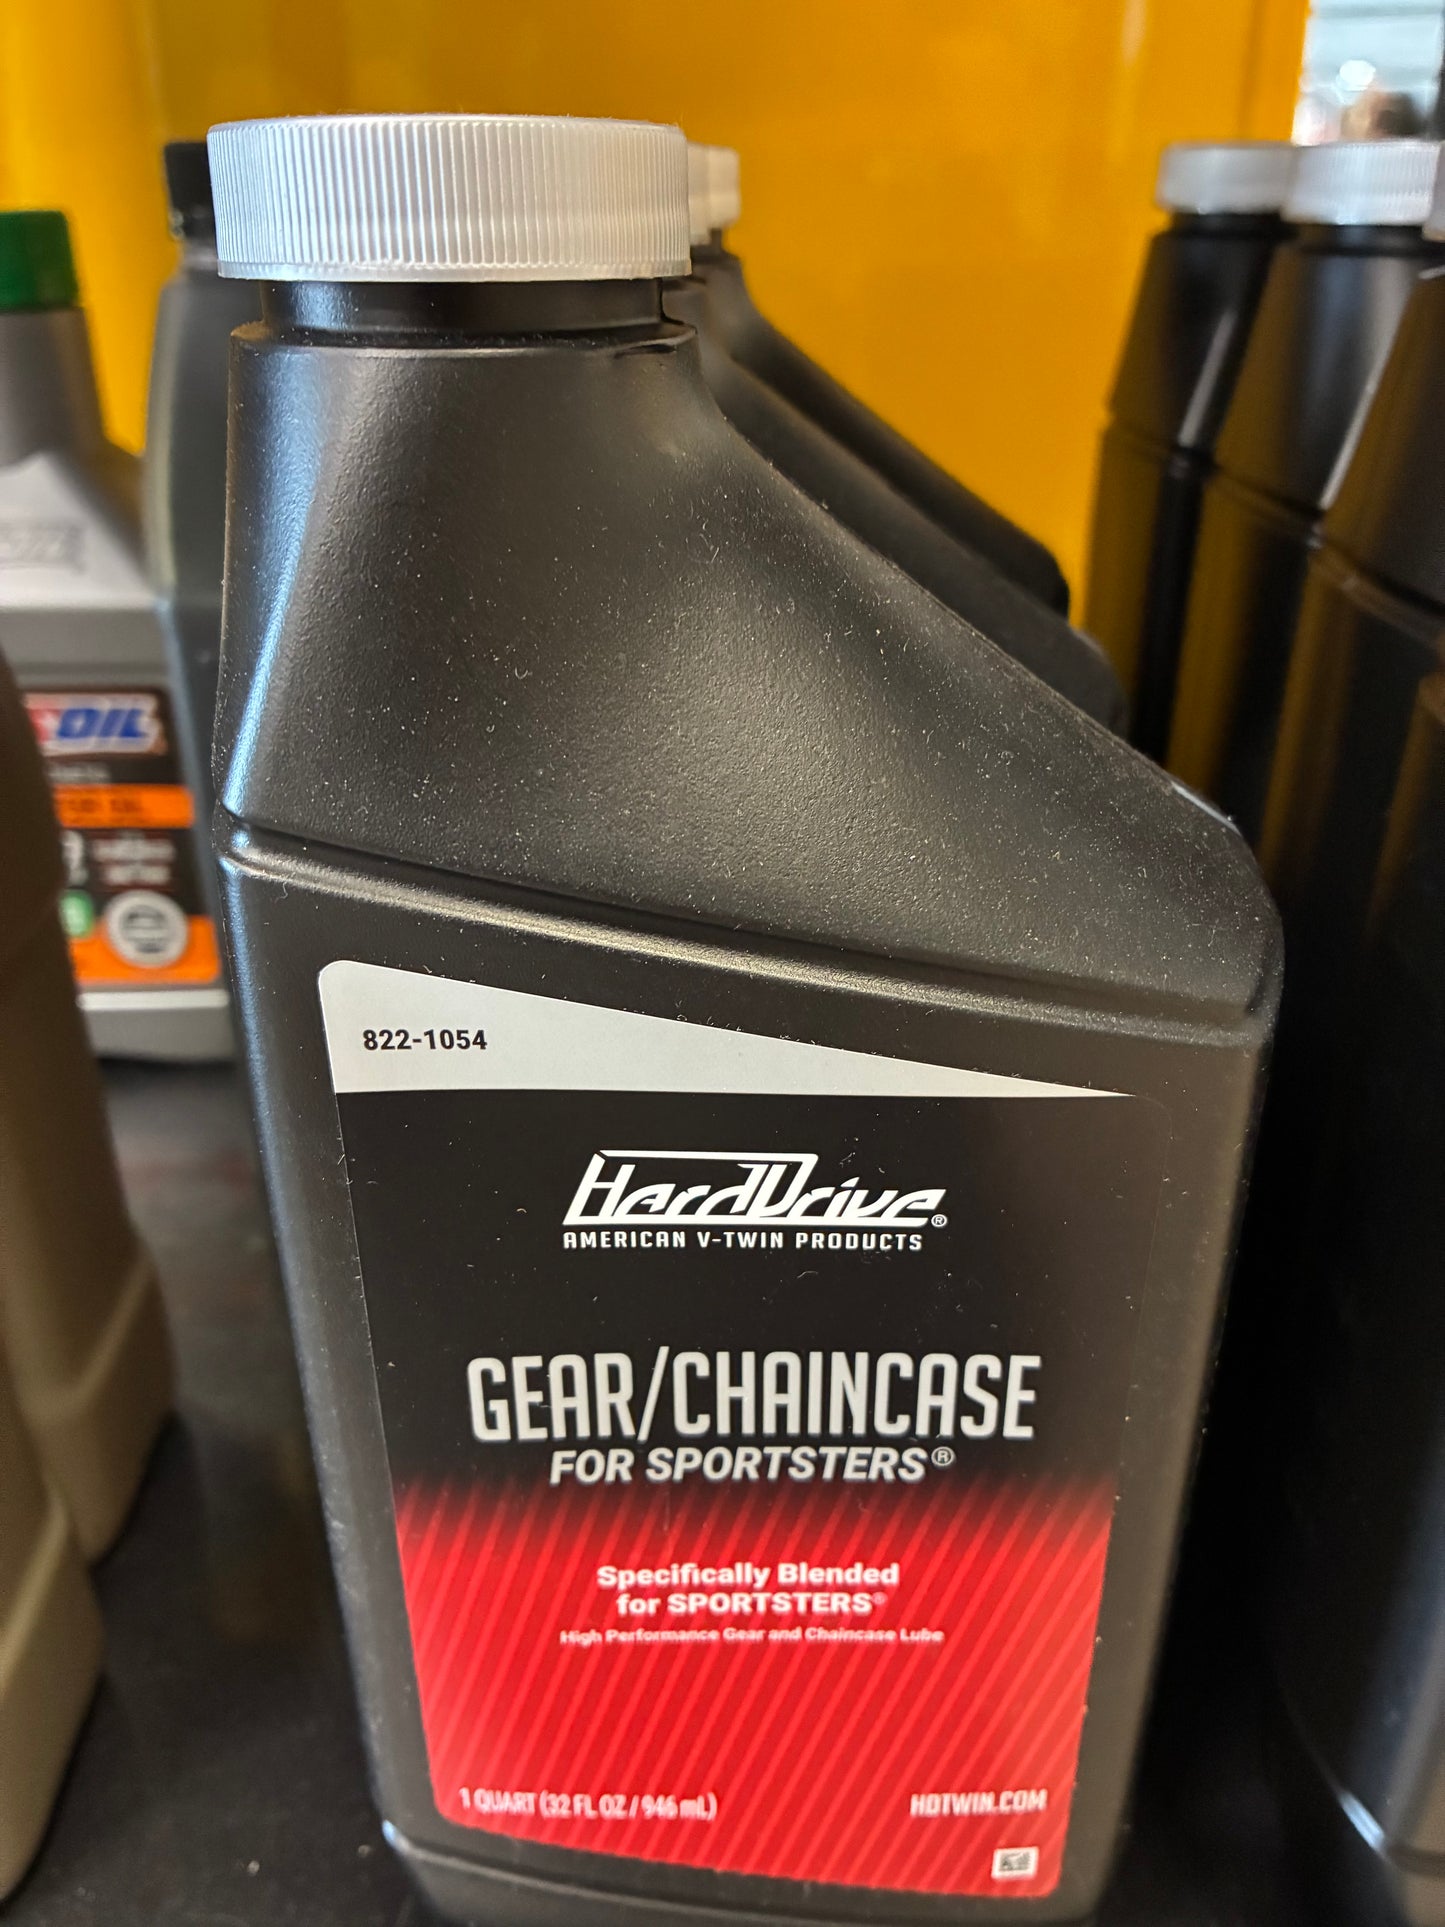 822-1054
HardDrive®
AMERICAN V-TWIN PRODUCTS
GEAR/CHAINCASE
FOR SPORTSTERS®
Specifically Blended
for SPORTSTERS®
High Performance Gear and Chaincase Lube
1 QUART (32 FL OZ / 946 mL)
HDTWIN.COM
OIL